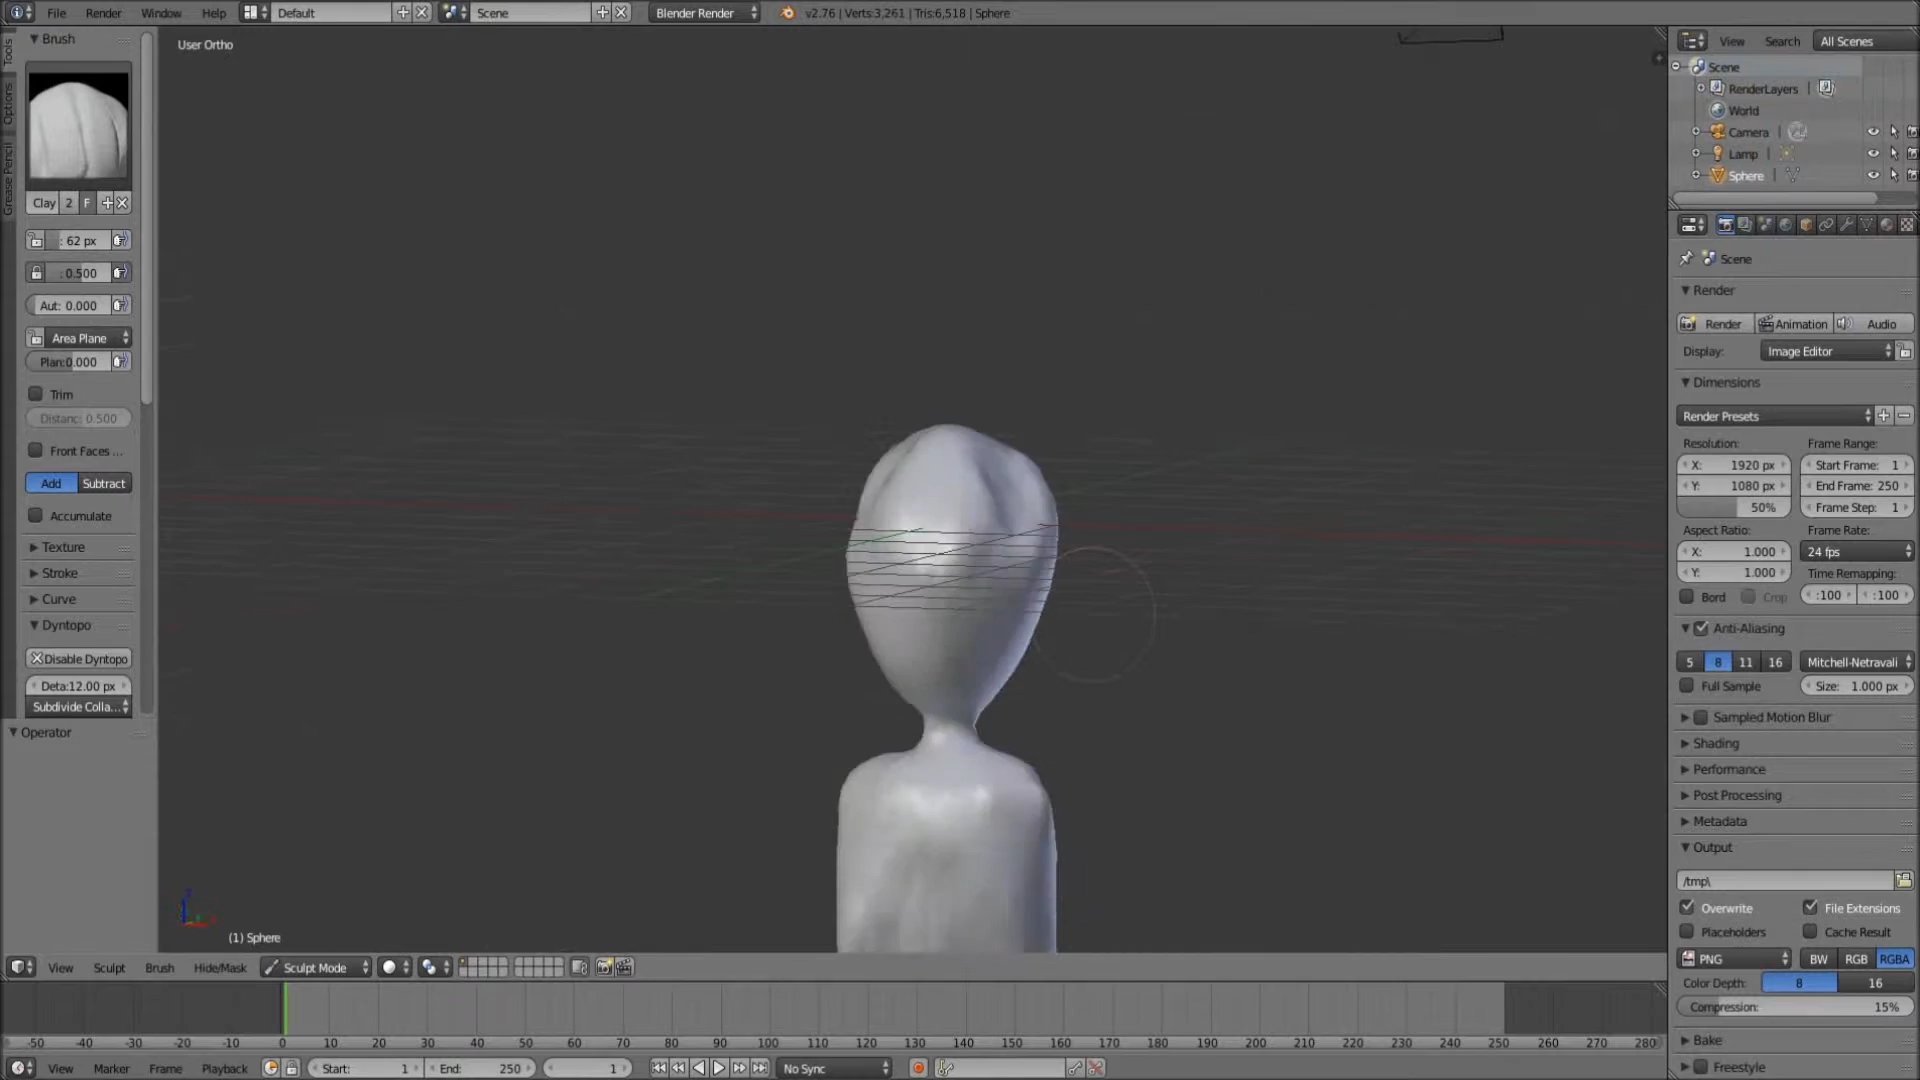 File Render Window Help Default Scene Blender Render v2.76 | Verts:3,261 | Tris:6,518 | Sphere
Tools
Options
Grease Pencil
Brush
Clay 2 F
: 62 px
: 0.500
Aut: 0.000
Area Plane
Plan:0.000
Trim
Distanc: 0.500
Front Faces ...
Add Subtract
Accumulate
Texture
Stroke
Curve
Dyntopo
Disable Dyntopo
Deta:12.00 px
Subdivide Colla...
Operator
User Ortho
(1) Sphere
View Search All Scenes
Scene
RenderLayers |
World
Camera |
Lamp |
Sphere |
Scene
Render
Render Animation Audio
Display: Image Editor
Dimensions
Render Presets
Resolution: Frame Range:
X: 1920 px Start Frame: 1
Y: 1080 px End Frame: 250
50% Frame Step: 1
Aspect Ratio: Frame Rate:
X: 1.000 24 fps
Y: 1.000 Time Remapping:
Bord Crop :100 :100
Anti-Aliasing
5 8 11 16 Mitchell-Netravali
Full Sample Size: 1.000 px
Sampled Motion Blur
Shading
Performance
Post Processing
Metadata
Output
/tmp\
Overwrite File Extensions
Placeholders Cache Result
PNG BW RGB RGBA
Color Depth: 8 16
Compression: 15%
Bake
Freestyle
View Sculpt Brush Hide/Mask Sculpt Mode
-50 -40 -30 -20 -10 0 10 20 30 40 50 60 70 80 90 100 110 120 130 140 150 160 170 180 190 200 210 220 230 240 250 260 270 280
View Marker Frame Playback Start: 1 End: 250 1 No Sync